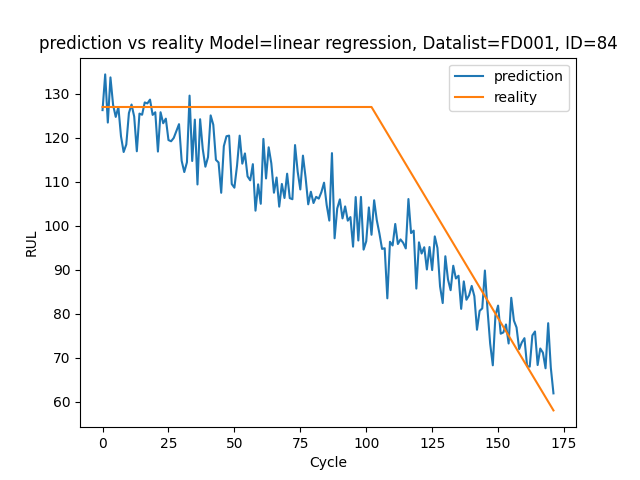 prediction vs reality Model=linear regression, Datalist=FD001, ID=84
prediction
reality
130
120
110
100
90
80
70
60
RUL
0 25 50 75 100 125 150 175
Cycle